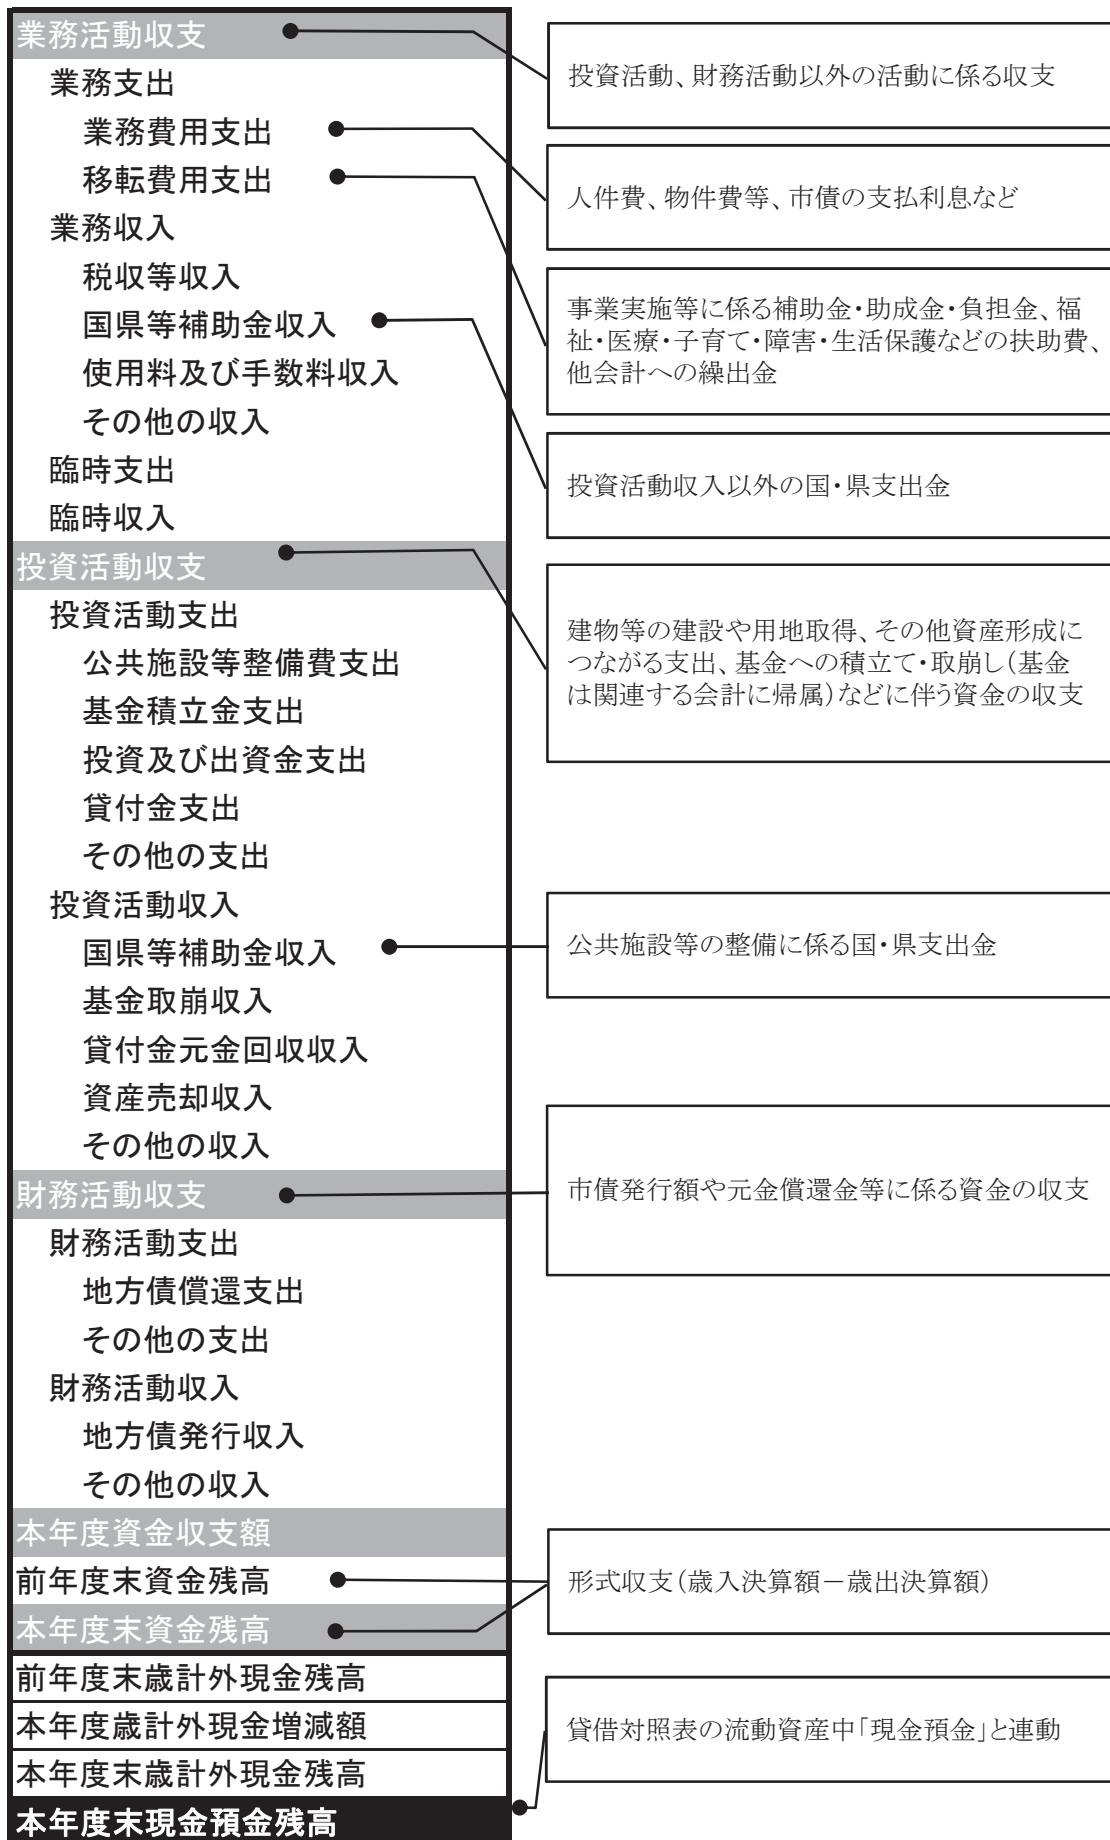 業務活動収支
業務支出
業務費用支出
移転費用支出
業務収入
税収等収入
国県等補助金収入
使用料及び手数料収入
その他の収入
臨時支出
臨時収入
投資活動収支
投資活動支出
公共施設等整備費支出
基金積立金支出
投資及び出資金支出
貸付金支出
その他の支出
投資活動収入
国県等補助金収入
基金取崩収入
貸付金元金回収収入
資産売却収入
その他の収入
財務活動収支
財務活動支出
地方債償還支出
その他の支出
財務活動収入
地方債発行収入
その他の収入
本年度資金収支額
前年度末資金残高
本年度末資金残高
前年度末歳計外現金残高
本年度歳計外現金増減額
本年度末歳計外現金残高
本年度末現金預金残高
投資活動、財務活動以外の活動に係る収支
人件費、物件費等、市債の支払利息など
事業実施等に係る補助金・助成金・負担金、福
祉・医療・子育て・障害・生活保護などの扶助費、
他会計への繰出金
投資活動収入以外の国・県支出金
建物等の建設や用地取得、その他資産形成に
つながる支出、基金への積立て・取崩し（基金
は関連する会計に帰属）などに伴う資金の収支
公共施設等の整備に係る国・県支出金
市債発行額や元金償還金等に係る資金の収支
形式収支（歳入決算額－歳出決算額）
貸借対照表の流動資産中「現金預金」と連動